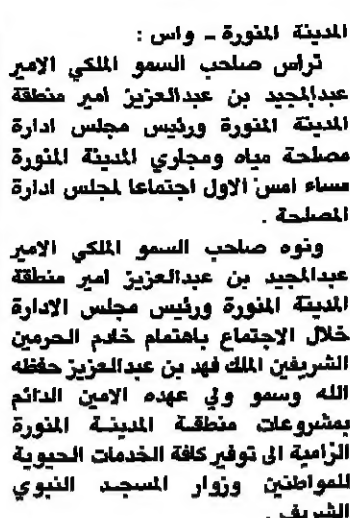 المدينة المنورة ـ واس :
ترأس صاحب السمو الملكي الامير
عبدالمجيد بن عبدالعزيز امير منطقة
المدينة المنورة ورئيس مجلس ادارة
مصلحة مياه ومجاري المدينة المنورة
مساء امس الاول اجتماعا لمجلس ادارة
المصلحة .
ونوه صاحب السمو الملكي الامير
عبدالمجيد بن عبدالعزيز امير منطقة
المدينة المنورة ورئيس مجلس الادارة
خلال الاجتماع باهتمام خادم الحرمين
الشريفين الملك فهد بن عبدالعزيز حفظه
الله وسمو ولي عهده الامين الدائم
بمشروعات منطقة المدينة المنورة
الرامية الى توفير كافة الخدمات الحيوية
للمواطنين وزوار المسجد النبوي
الشريف .